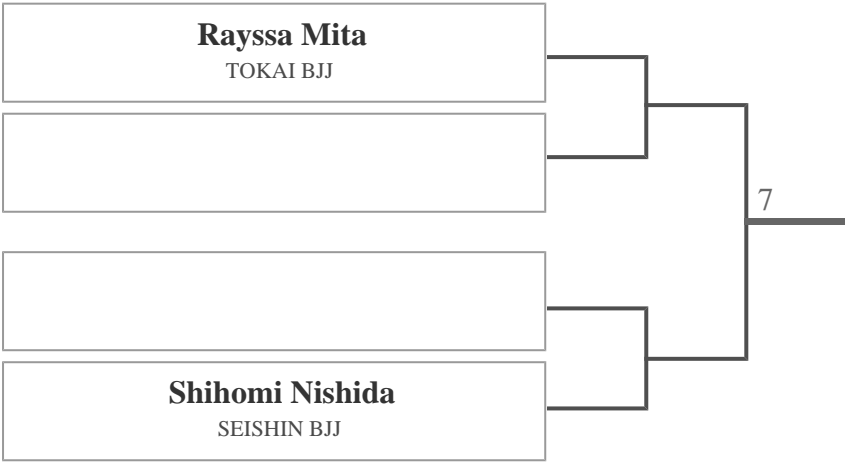 Rayssa Mita
TOKAI BJJ
7
Shihomi Nishida
SEISHIN BJJ